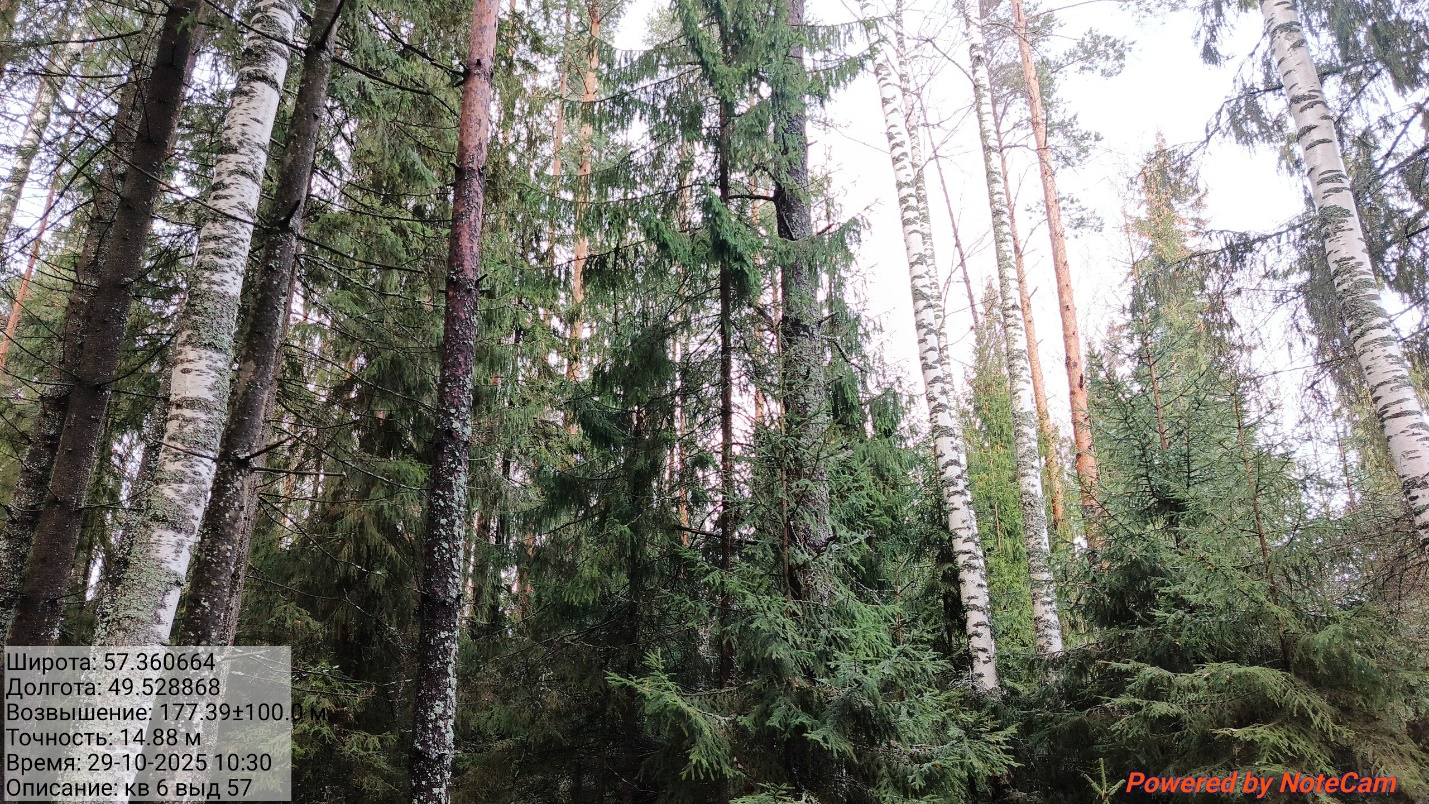 Широта: 57.360664
Долгота: 49.528868
Возвышение: 177.39±100.0 м
Точность: 14.88 м
Время: 29-10-2025 10:30
Описание: кв 6 выд 57
Powered by NoteCam